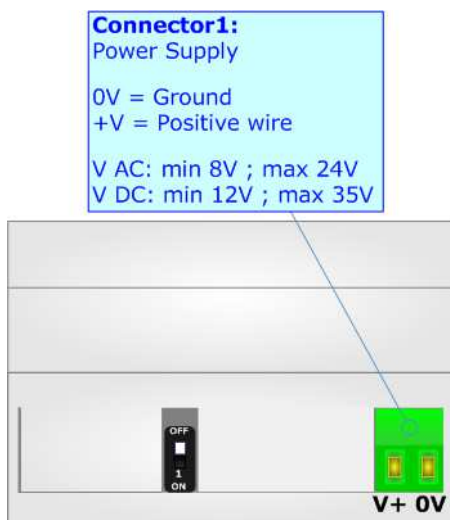 Connector1:
Power Supply
0V = Ground
+V = Positive wire
V AC: min 8V ; max 24V
V DC: min 12V ; max 35V
OFF
1
ON
V+ 0V